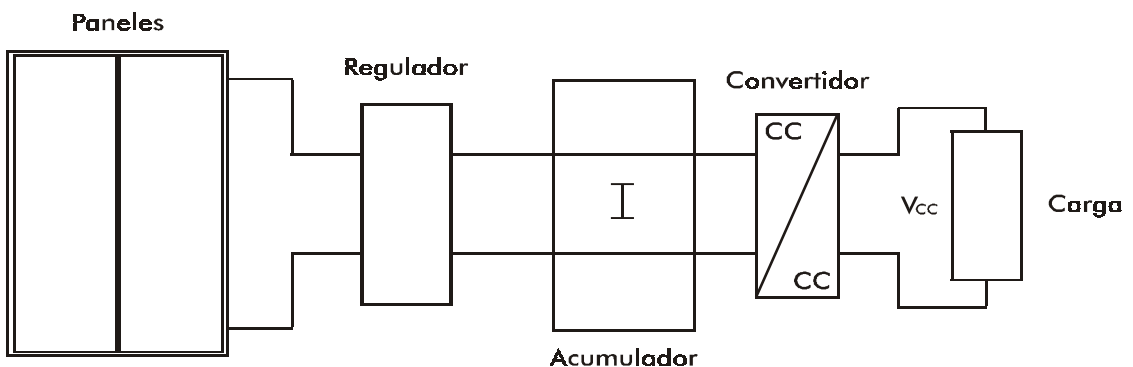 Paneles
Regulador
Convertidor
CC
I
Vcc
Carga
CC
Acumulador